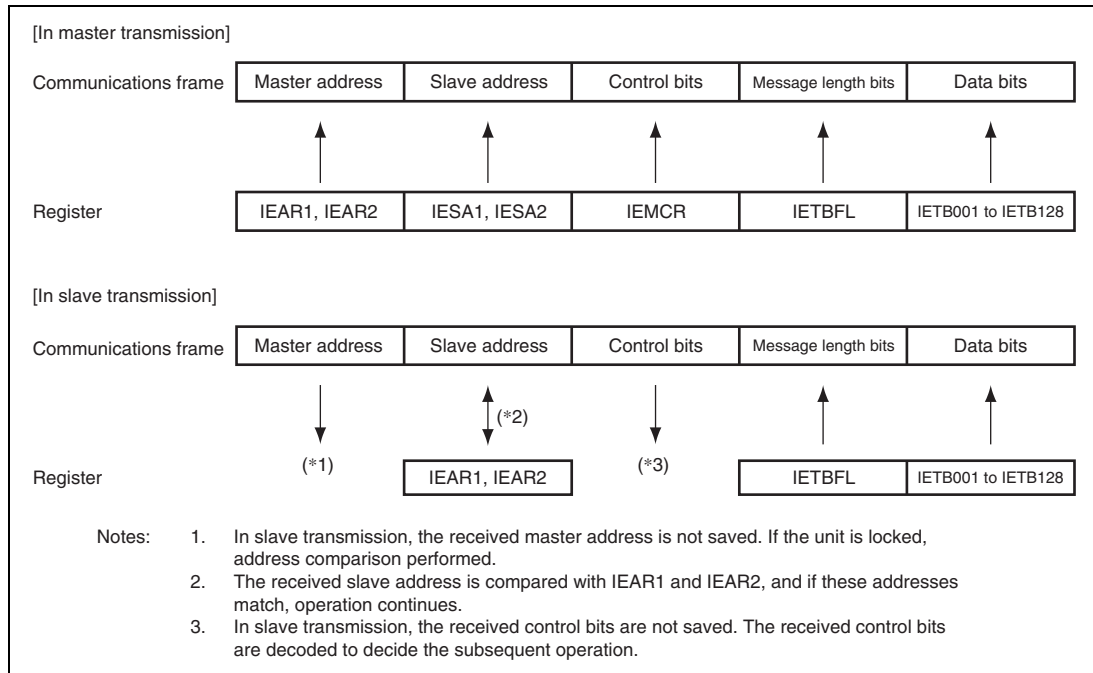 [In master transmission]
Communications frame Master address Slave address Control bits Message length bits Data bits
Register IEAR1, IEAR2 IESA1, IESA2 IEMCR IETBFL IETB001 to IETB128
[In slave transmission]
Communications frame Master address Slave address Control bits Message length bits Data bits
(*2)
(*1) (*3)
Register IEAR1, IEAR2 IETBFL IETB001 to IETB128
Notes: 1. In slave transmission, the received master address is not saved. If the unit is locked,
address comparison performed.
2. The received slave address is compared with IEAR1 and IEAR2, and if these addresses
match, operation continues.
3. In slave transmission, the received control bits are not saved. The received control bits
are decoded to decide the subsequent operation.